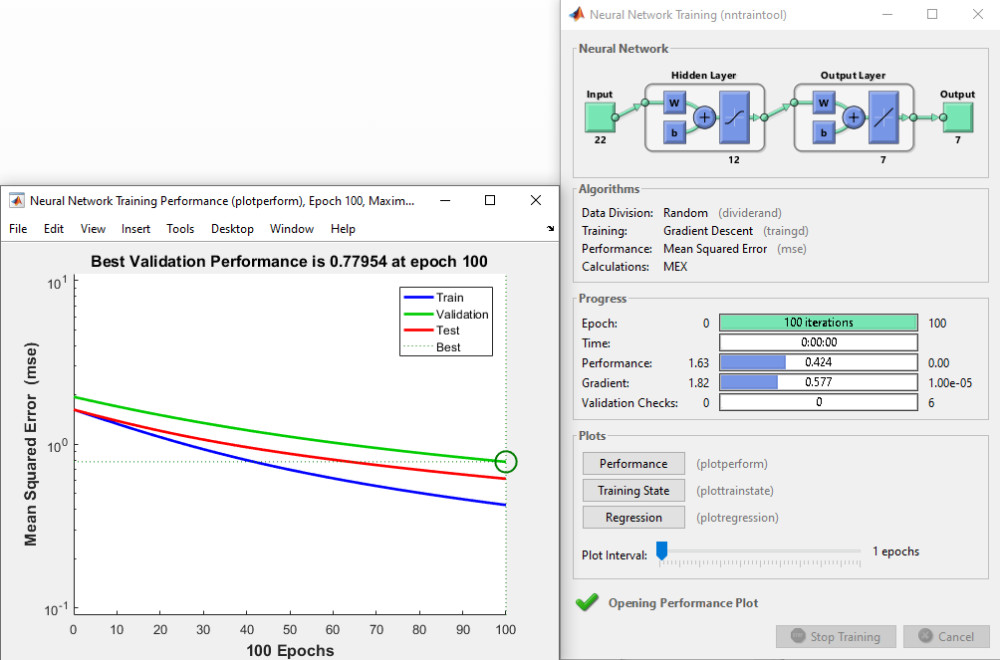 Neural Network Training (nntraintool)
Neural Network
Hidden Layer
Output Layer
Input
Output
W
W
b
b
22
7
12
7
Algorithms
Data Division: Random (dividerand)
Training: Gradient Descent (traingd)
Performance: Mean Squared Error (mse)
Calculations: MEX
Progress
Epoch: 0 100 iterations 100
Time: 0:00:00
Performance: 1.63 0.424 0.00
Gradient: 1.82 0.577 1.00e-05
Validation Checks: 0 0 6
Plots
Performance (plotperform)
Training State (plottrainstate)
Regression (plotregression)
Plot Interval: 1 epochs
Opening Performance Plot
Stop Training Cancel
Neural Network Training Performance (plotperform), Epoch 100, Maxim...
File Edit View Insert Tools Desktop Window Help
Best Validation Performance is 0.77954 at epoch 100
Train
Validation
Test
Best
10^1
10^0
10^-1
Mean Squared Error (mse)
0 10 20 30 40 50 60 70 80 90 100
100 Epochs